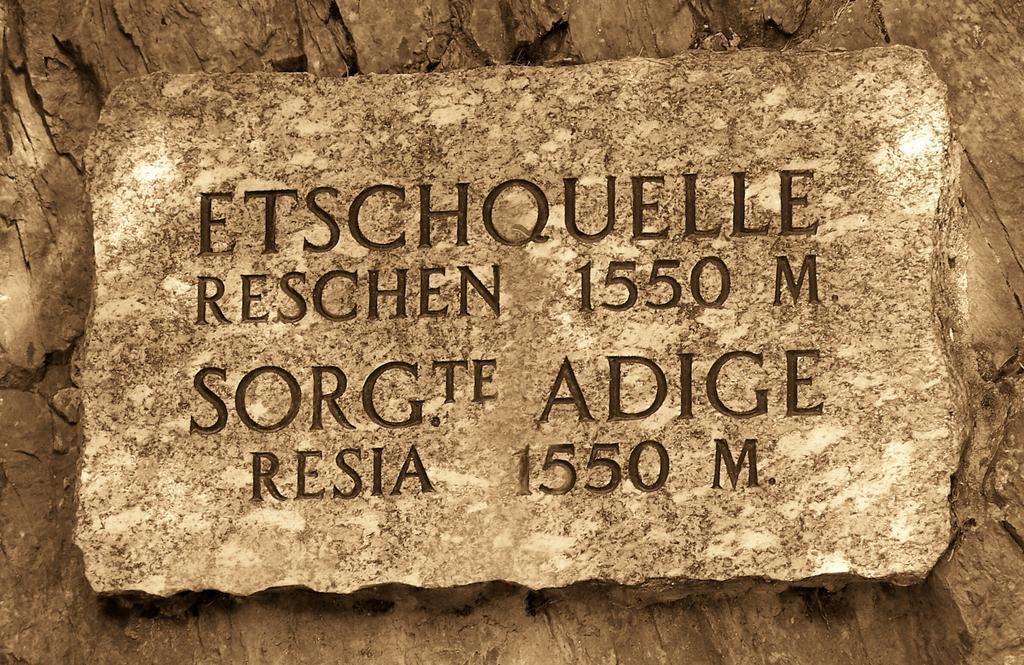 ETSCHQUELLE
RESCHEN 1550 M.
SORG.TE ADIGE
RESIA 1550 M.